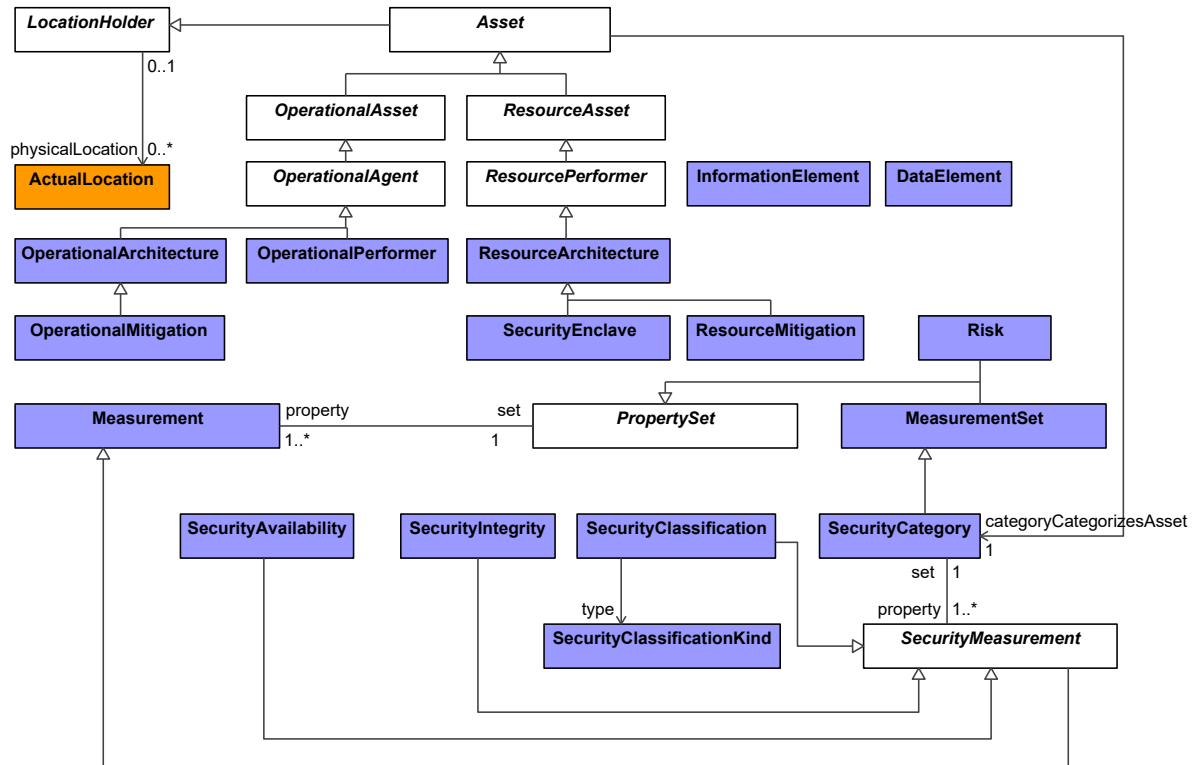 LocationHolder
Asset
0..1
OperationalAsset
ResourceAsset
physicalLocation
0..*
ActualLocation
OperationalAgent
ResourcePerformer
InformationElement
DataElement
OperationalArchitecture
OperationalPerformer
ResourceArchitecture
OperationalMitigation
SecurityEnclave
ResourceMitigation
Risk
Measurement
property
set
1..*
1
PropertySet
MeasurementSet
SecurityAvailability
SecurityIntegrity
SecurityClassification
SecurityCategory
categoryCategorizesAsset
1
set
1
type
property
1..*
SecurityClassificationKind
SecurityMeasurement